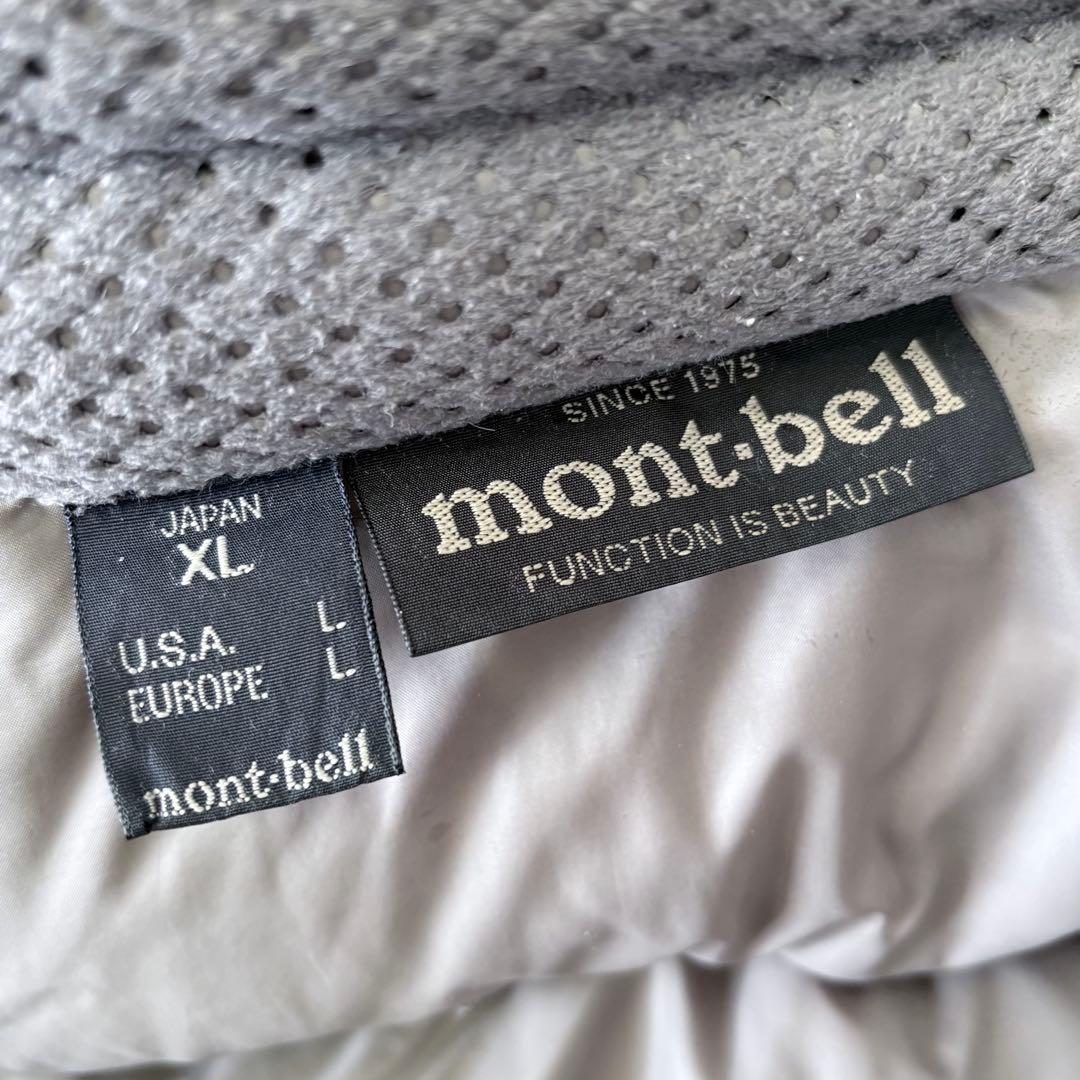 SINCE 1975
mont·bell
FUNCTION IS BEAUTY
JAPAN
XL
U.S.A. L
EUROPE L
mont·bell